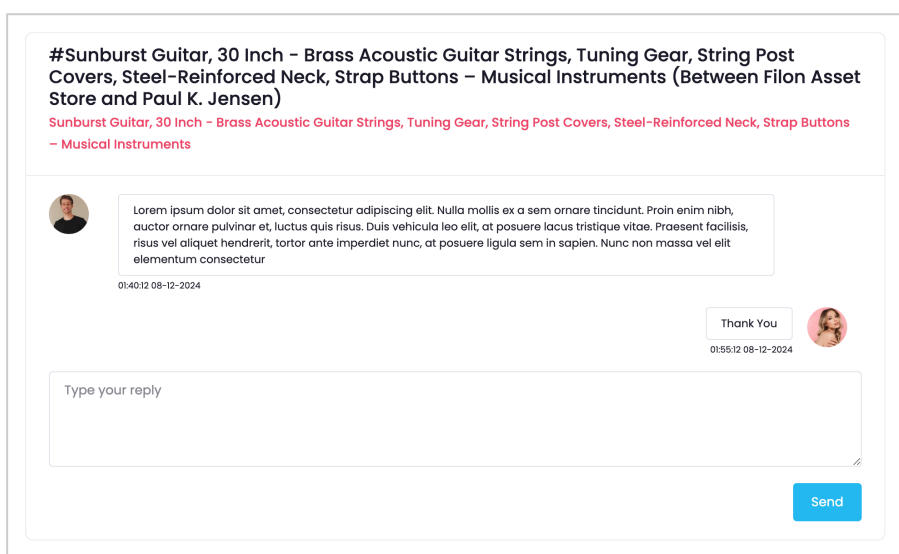 #Sunburst Guitar, 30 Inch - Brass Acoustic Guitar Strings, Tuning Gear, String Post
Covers, Steel-Reinforced Neck, Strap Buttons – Musical Instruments (Between Filon Asset
Store and Paul K. Jensen)
Sunburst Guitar, 30 Inch - Brass Acoustic Guitar Strings, Tuning Gear, String Post Covers, Steel-Reinforced Neck, Strap Buttons
– Musical Instruments
Lorem ipsum dolor sit amet, consectetur adipiscing elit. Nulla mollis ex a sem ornare tincidunt. Proin enim nibh,
auctor ornare pulvinar et, luctus quis risus. Duis vehicula leo elit, at posuere lacus tristique vitae. Praesent facilisis,
risus vel aliquet hendrerit, tortor ante imperdiet nunc, at posuere ligula sem in sapien. Nunc non massa vel elit
elementum consectetur
01:40:12 08-12-2024
Thank You
01:55:12 08-12-2024
Type your reply
Send